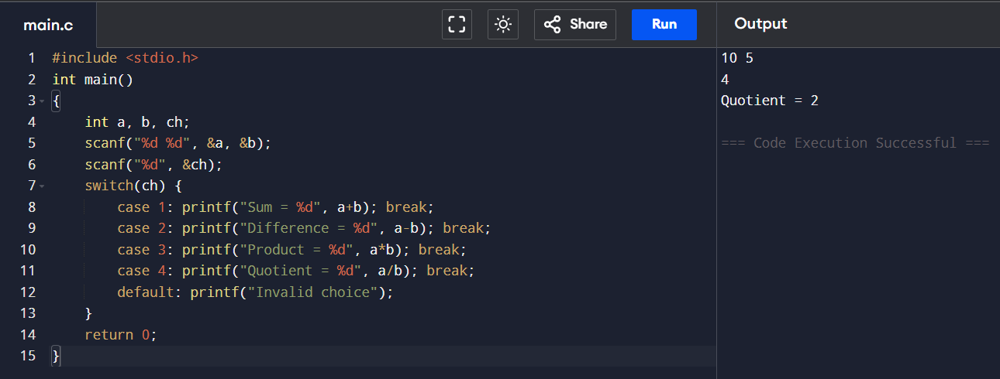 main.c
Share
Run
Output
1 #include <stdio.h>
2 int main()
3 {
4     int a, b, ch;
5     scanf("%d %d", &a, &b);
6     scanf("%d", &ch);
7     switch(ch) {
8         case 1: printf("Sum = %d", a+b); break;
9         case 2: printf("Difference = %d", a-b); break;
10         case 3: printf("Product = %d", a*b); break;
11         case 4: printf("Quotient = %d", a/b); break;
12         default: printf("Invalid choice");
13     }
14     return 0;
15 }
10 5
4
Quotient = 2
=== Code Execution Successful ===